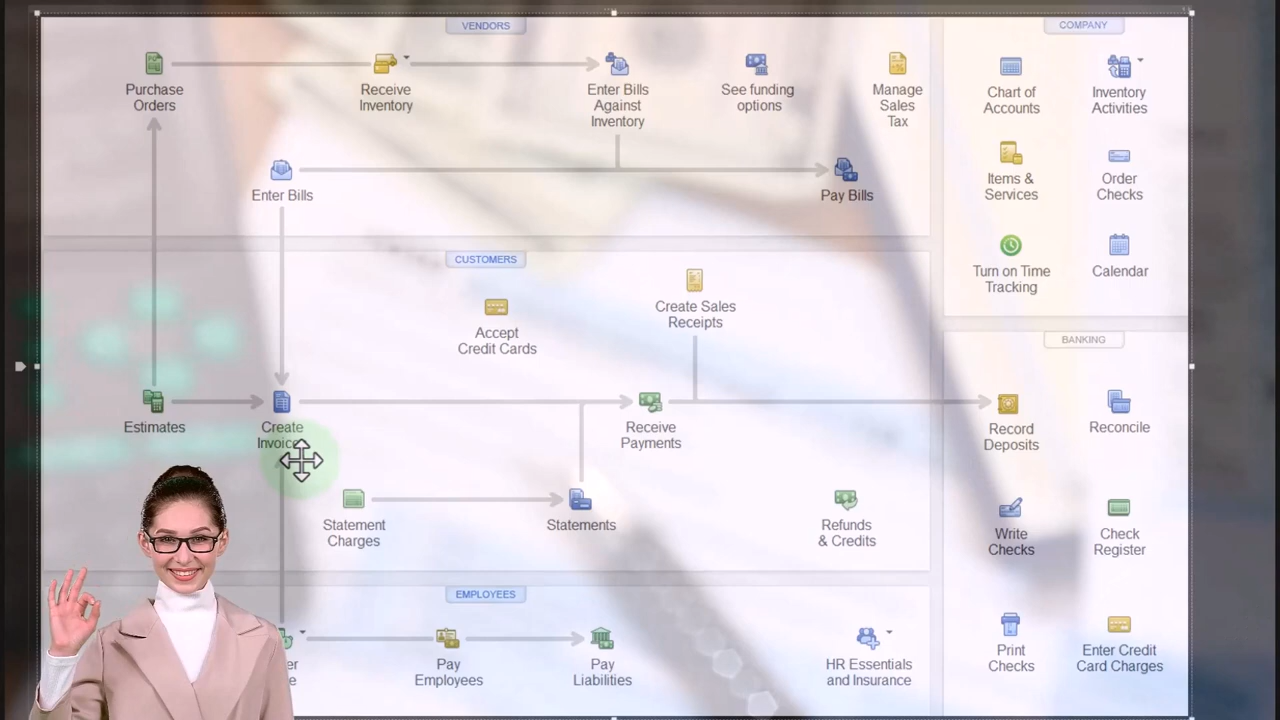 VENDORS
Purchase
Orders
Receive
Inventory
Enter Bills
Against
Inventory
See funding
options
Manage
Sales
Tax
Enter Bills
Pay Bills
COMPANY
Chart of
Accounts
Inventory
Activities
Items &
Services
Order
Checks
Turn on Time
Tracking
Calendar
CUSTOMERS
Accept
Credit Cards
Create Sales
Receipts
Estimates
Create
Receive
Payments
Statement
Charges
Statements
Refunds
& Credits
BANKING
Record
Deposits
Reconcile
Write
Checks
Check
Register
Print
Checks
Enter Credit
Card Charges
EMPLOYEES
Pay
Employees
Pay
Liabilities
HR Essentials
and Insurance